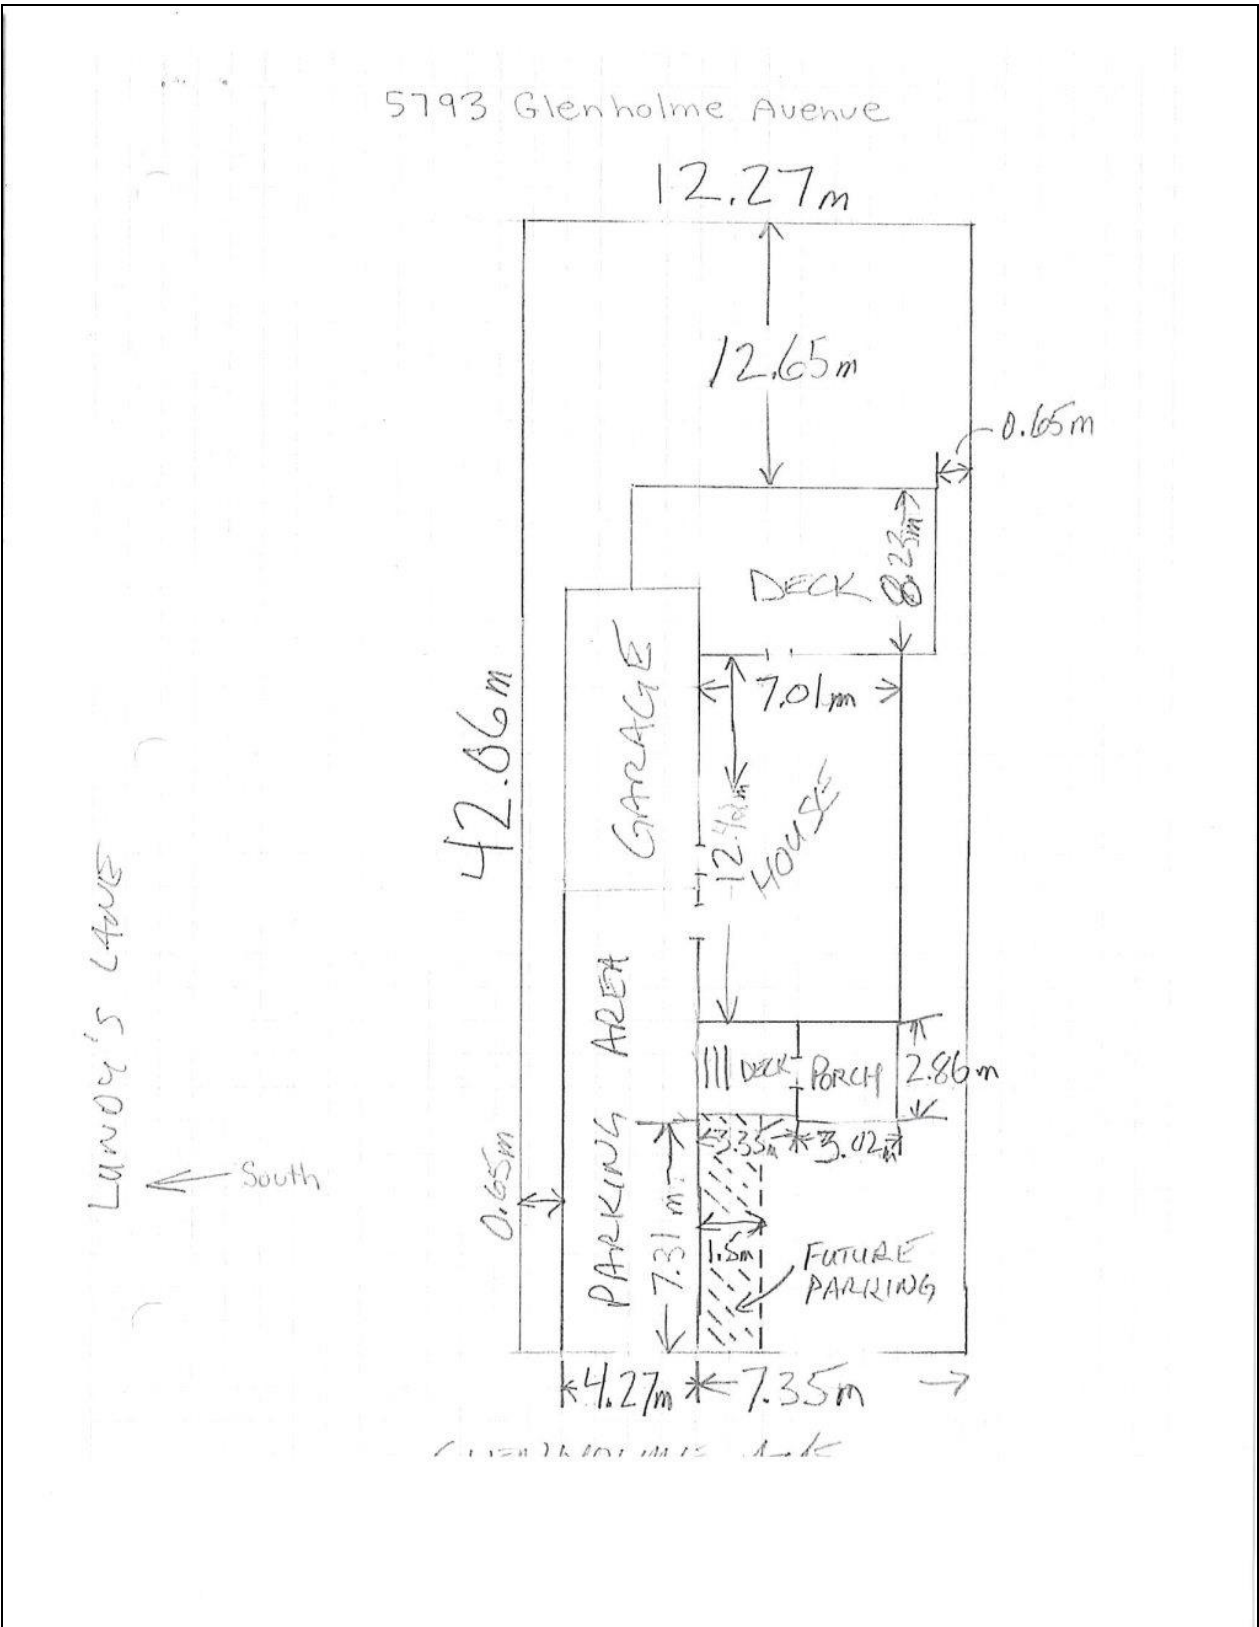 5793 Glenholme Avenue
12.27m
12.65m
0.65m
DECK
8.23m
GARAGE
7.01m
42.06m
HOUSE
LUNDY'S LANE
South
PARKING AREA
DECK
PORCH
2.86m
3.35m
3.02m
0.65m
7.31m
1.5m
FUTURE
PARKING
4.27m
7.35m